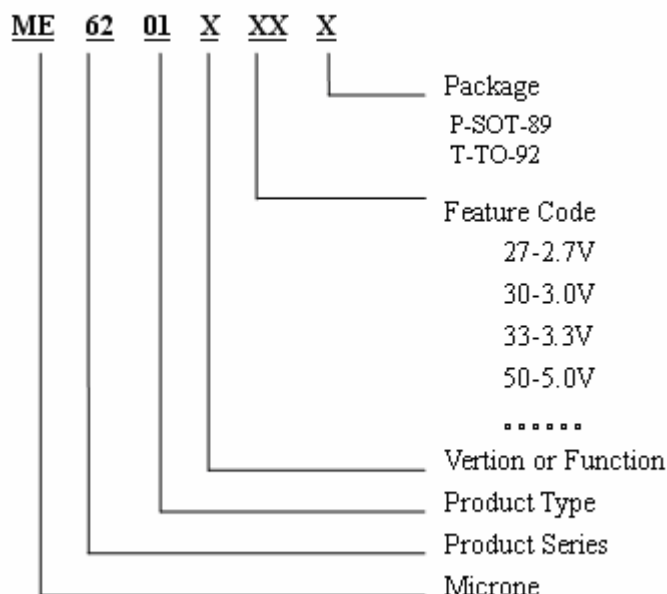 ME 62 01 X XX X
Package
P-SOT-89
T-TO-92
Feature Code
27-2.7V
30-3.0V
33-3.3V
50-5.0V
......
Vertion or Function
Product Type
Product Series
Microne